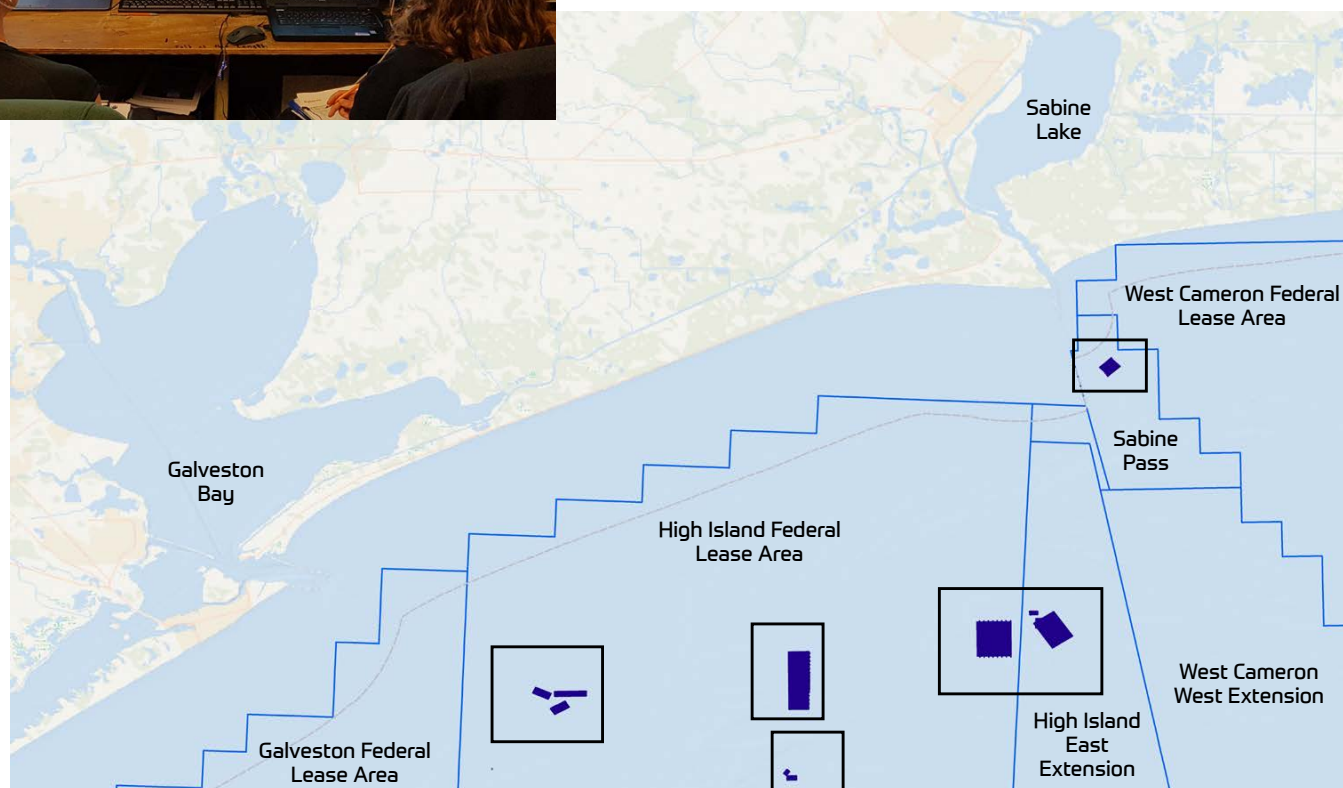 Sabine
Lake
West Cameron Federal
Lease Area
Sabine
Pass
Galveston
Bay
High Island Federal
Lease Area
West Cameron
West Extension
High Island
East
Extension
Galveston Federal
Lease Area